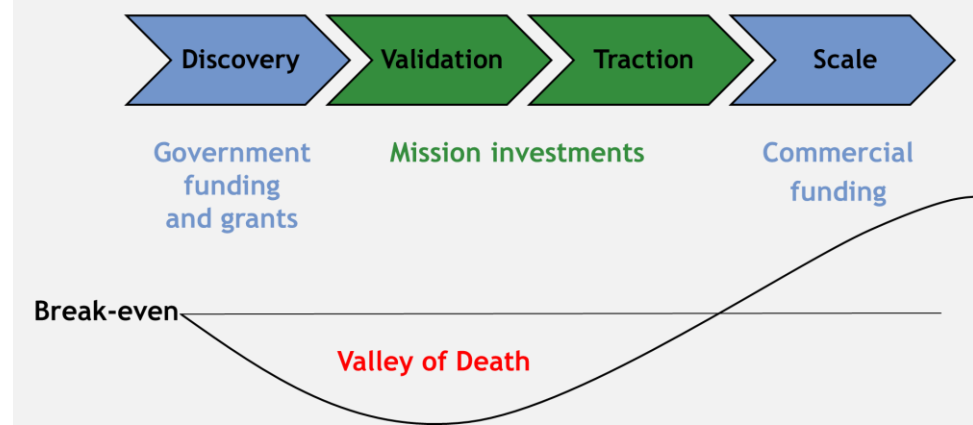 Discovery
Validation
Traction
Scale
Government
funding
and grants
Mission investments
Commercial
funding
Break-even
Valley of Death